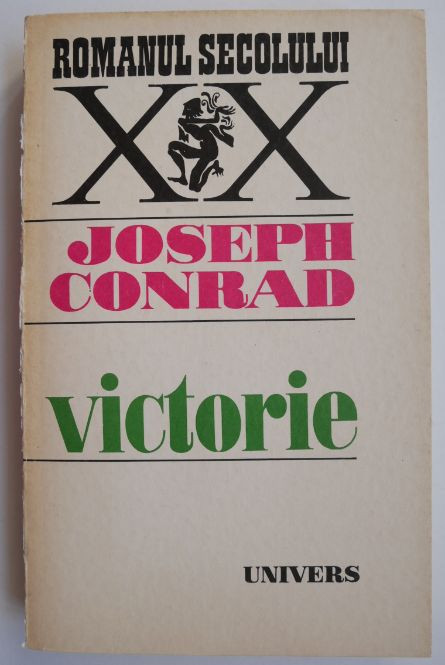 ROMANUL SECOLULUI
XX
JOSEPH
CONRAD
victorie
UNIVERS